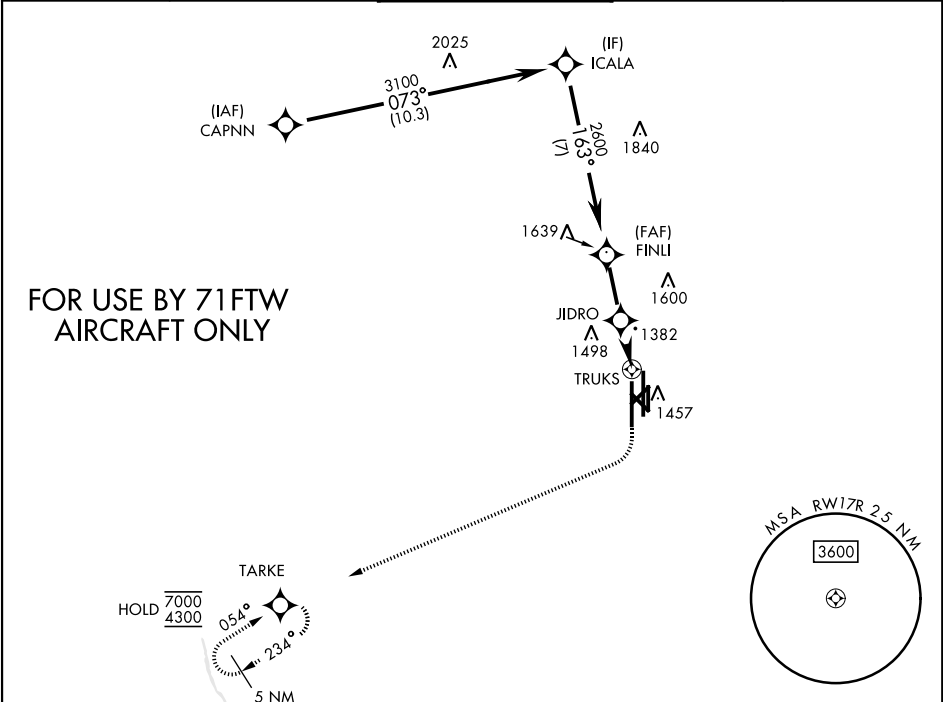 2025
(IF)
ICALA
3100
073°
(10.3)
(IAF)
CAPNN
2600
163°
(7)
1840
1639
(FAF)
FINLI
1600
FOR USE BY 71FTW
AIRCRAFT ONLY
JIDRO
1382
1498
TRUKS
1457
MSA RW17R 25 NM
3600
TARKE
HOLD 7000
4300
054°
234°
5 NM